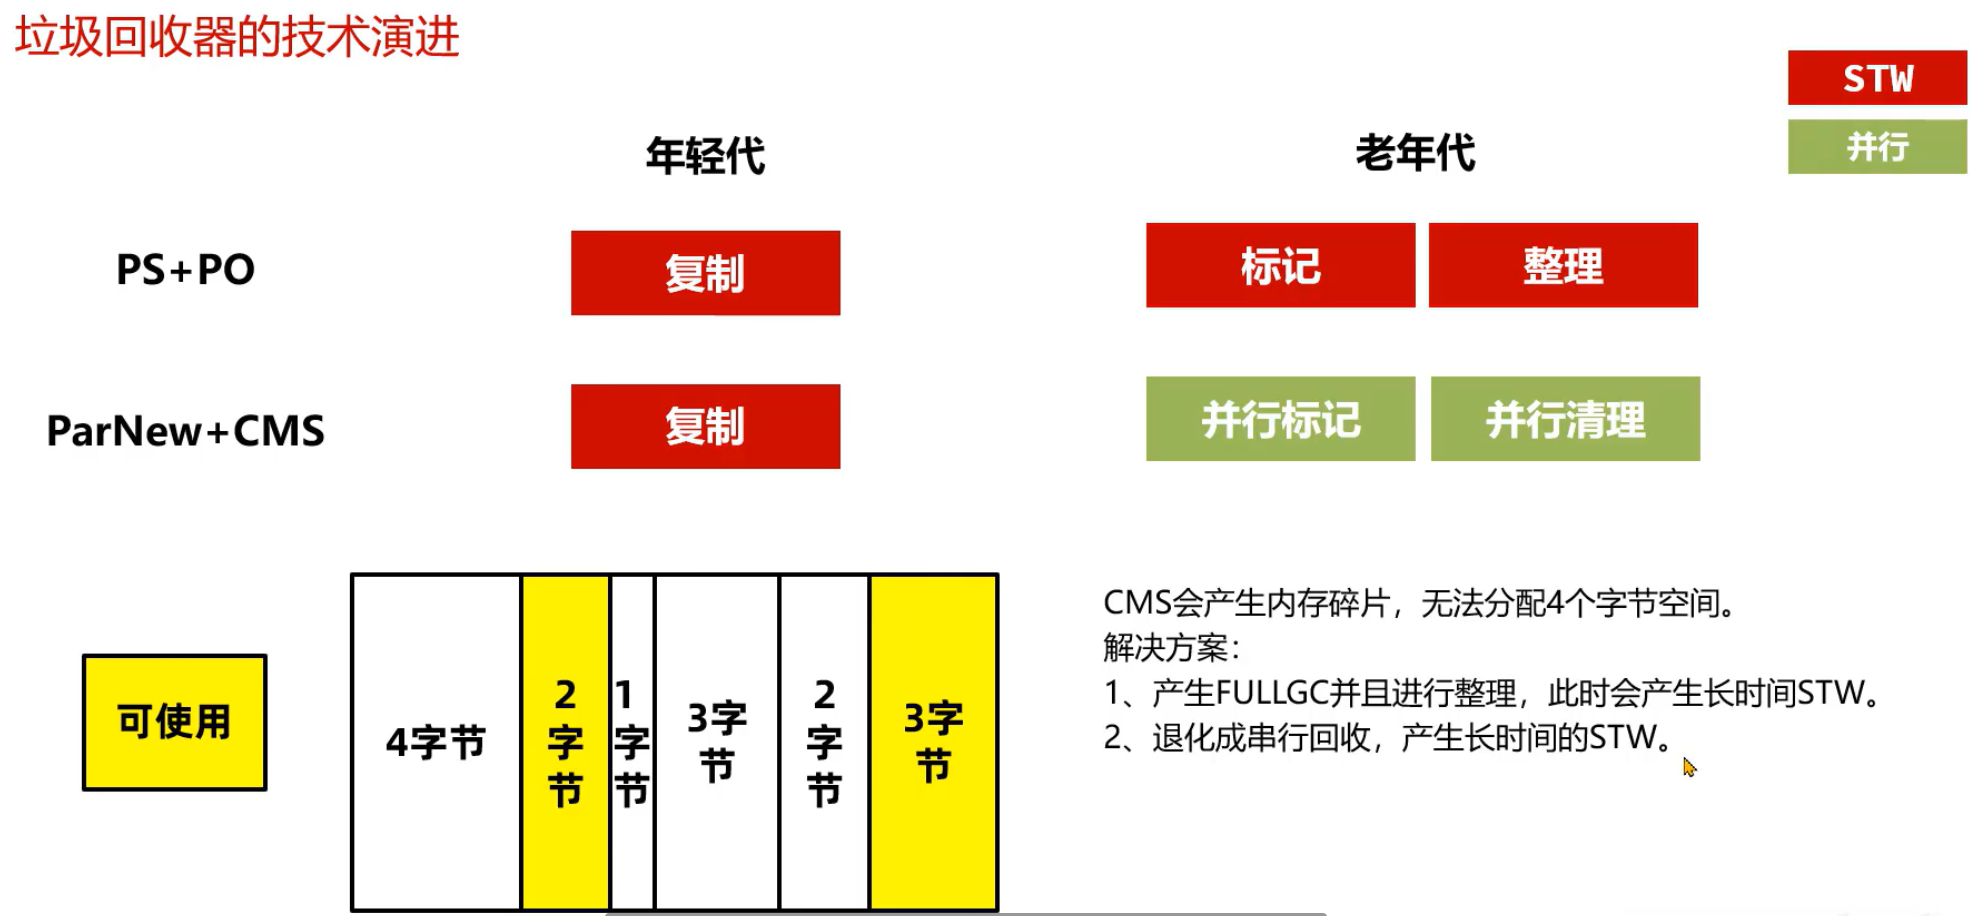 垃圾回收器的技术演进
STW
并行
年轻代
老年代
PS+PO
复制
标记
整理
ParNew+CMS
复制
并行标记
并行清理
可使用
4字节
2字节
1字节
3字节
2字节
3字节
CMS会产生内存碎片，无法分配4个字节空间。
解决方案：
1、产生FULLGC并且进行整理，此时会产生长时间STW。
2、退化成串行回收，产生长时间的STW。